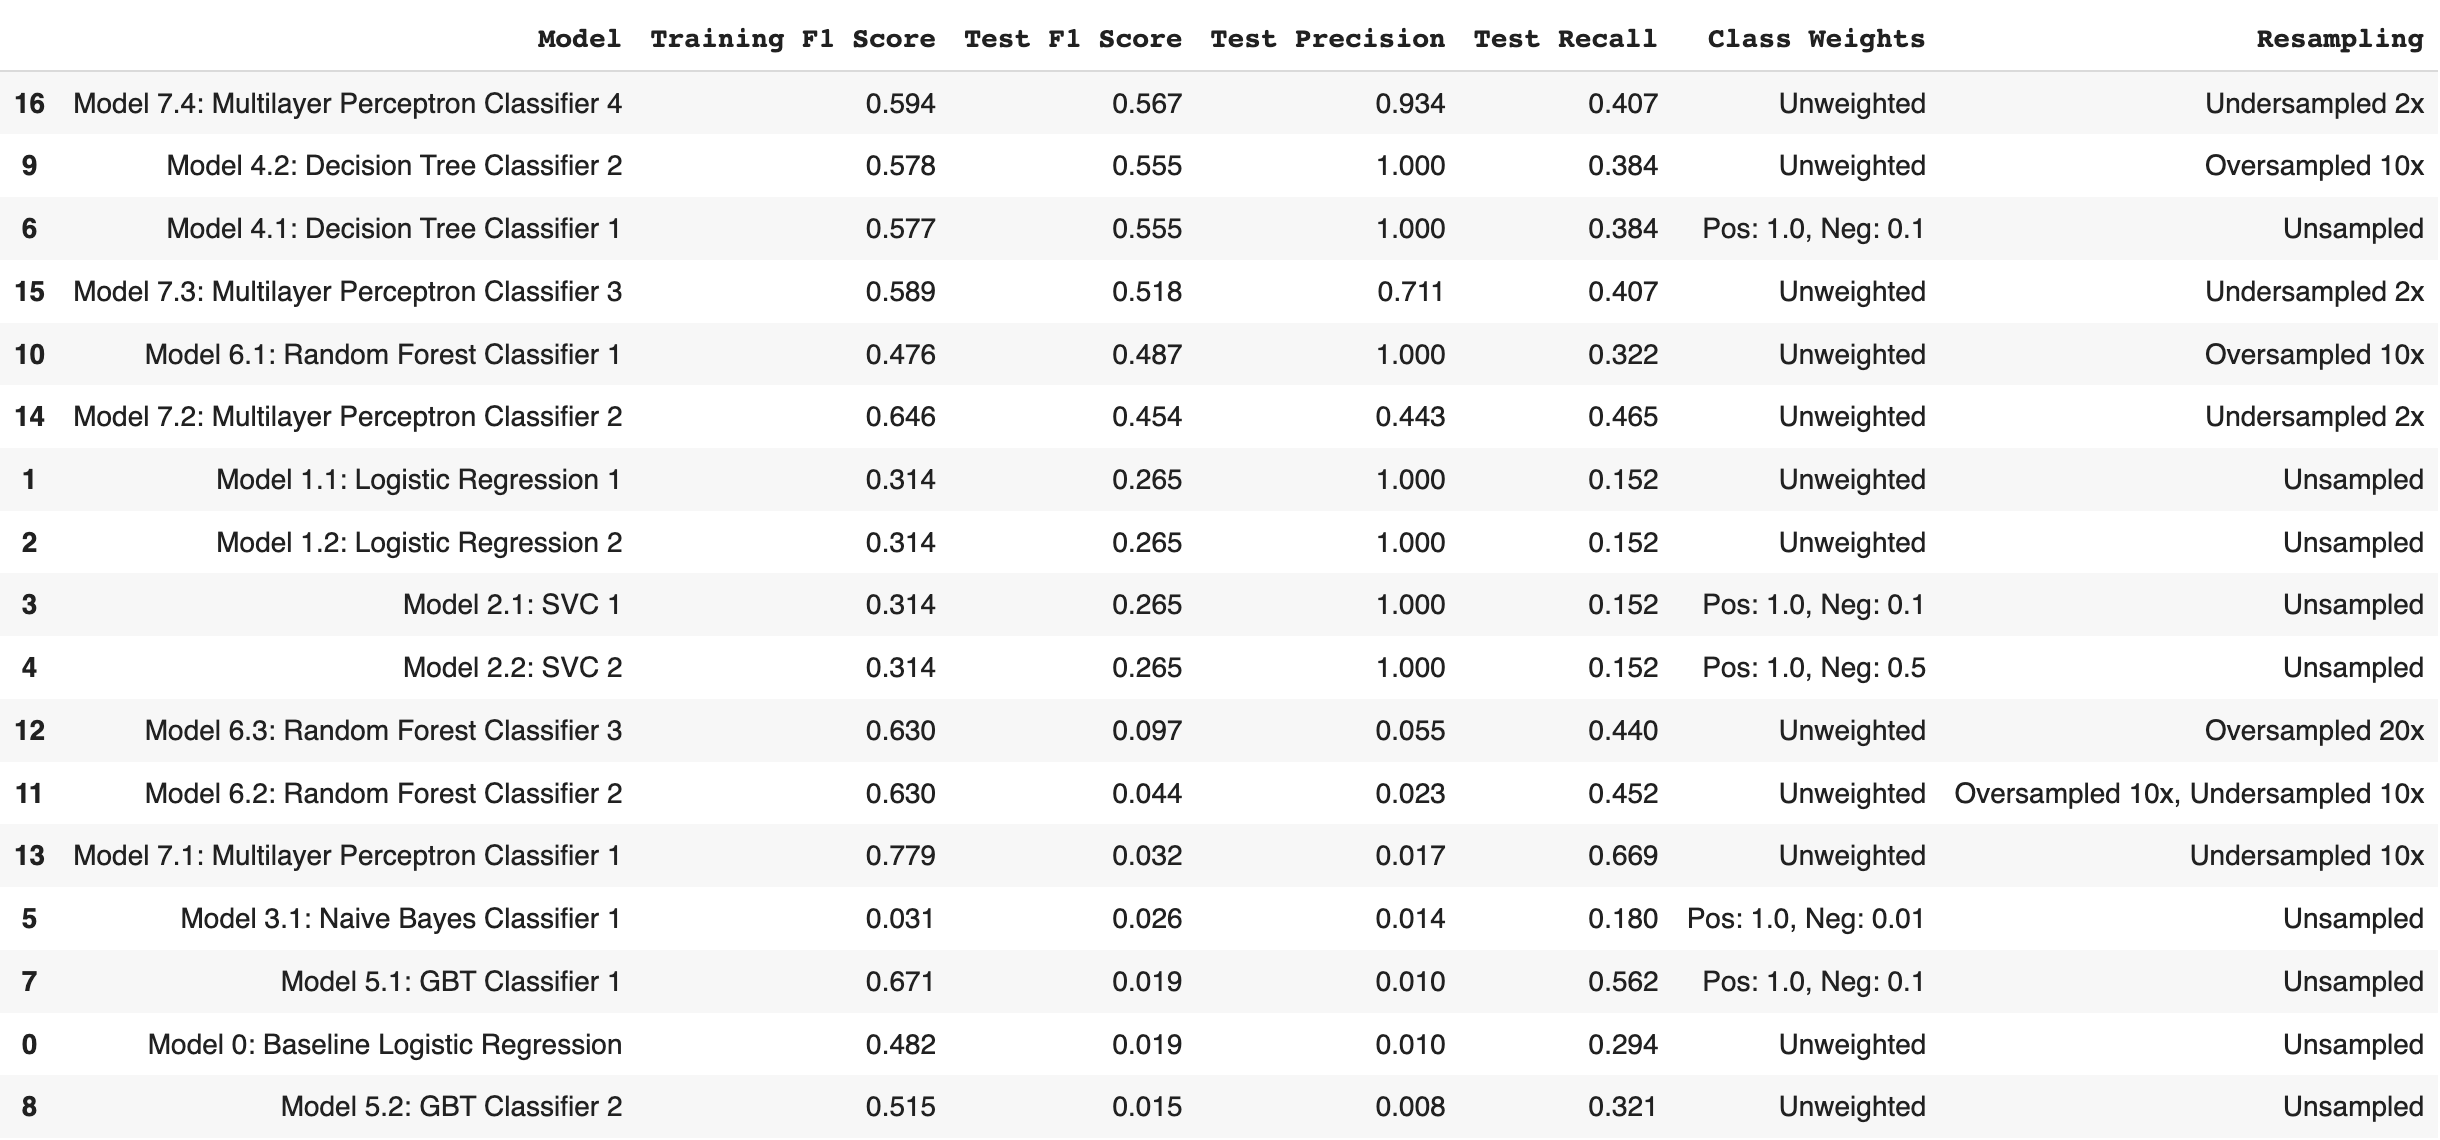 Model Training F1 Score Test F1 Score Test Precision Test Recall Class Weights Resampling
16 Model 7.4: Multilayer Perceptron Classifier 4 0.594 0.567 0.934 0.407 Unweighted Undersampled 2x
9 Model 4.2: Decision Tree Classifier 2 0.578 0.555 1.000 0.384 Unweighted Oversampled 10x
6 Model 4.1: Decision Tree Classifier 1 0.577 0.555 1.000 0.384 Pos: 1.0, Neg: 0.1 Unsampled
15 Model 7.3: Multilayer Perceptron Classifier 3 0.589 0.518 0.711 0.407 Unweighted Undersampled 2x
10 Model 6.1: Random Forest Classifier 1 0.476 0.487 1.000 0.322 Unweighted Oversampled 10x
14 Model 7.2: Multilayer Perceptron Classifier 2 0.646 0.454 0.443 0.465 Unweighted Undersampled 2x
1 Model 1.1: Logistic Regression 1 0.314 0.265 1.000 0.152 Unweighted Unsampled
2 Model 1.2: Logistic Regression 2 0.314 0.265 1.000 0.152 Unweighted Unsampled
3 Model 2.1: SVC 1 0.314 0.265 1.000 0.152 Pos: 1.0, Neg: 0.1 Unsampled
4 Model 2.2: SVC 2 0.314 0.265 1.000 0.152 Pos: 1.0, Neg: 0.5 Unsampled
12 Model 6.3: Random Forest Classifier 3 0.630 0.097 0.055 0.440 Unweighted Oversampled 20x
11 Model 6.2: Random Forest Classifier 2 0.630 0.044 0.023 0.452 Unweighted Oversampled 10x, Undersampled 10x
13 Model 7.1: Multilayer Perceptron Classifier 1 0.779 0.032 0.017 0.669 Unweighted Undersampled 10x
5 Model 3.1: Naive Bayes Classifier 1 0.031 0.026 0.014 0.180 Pos: 1.0, Neg: 0.01 Unsampled
7 Model 5.1: GBT Classifier 1 0.671 0.019 0.010 0.562 Pos: 1.0, Neg: 0.1 Unsampled
0 Model 0: Baseline Logistic Regression 0.482 0.019 0.010 0.294 Unweighted Unsampled
8 Model 5.2: GBT Classifier 2 0.515 0.015 0.008 0.321 Unweighted Unsampled